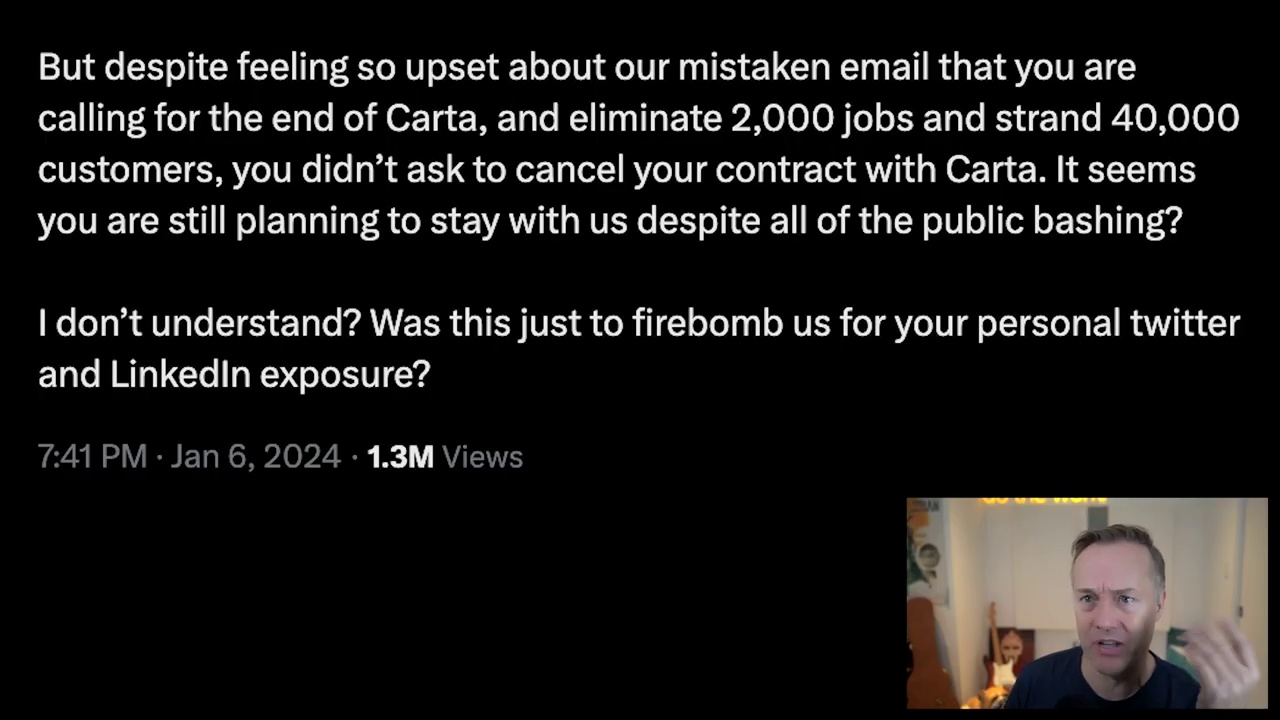 But despite feeling so upset about our mistaken email that you are
calling for the end of Carta, and eliminate 2,000 jobs and strand 40,000
customers, you didn’t ask to cancel your contract with Carta. It seems
you are still planning to stay with us despite all of the public bashing?
I don’t understand? Was this just to firebomb us for your personal twitter
and LinkedIn exposure?
7:41 PM · Jan 6, 2024 · 1.3M Views